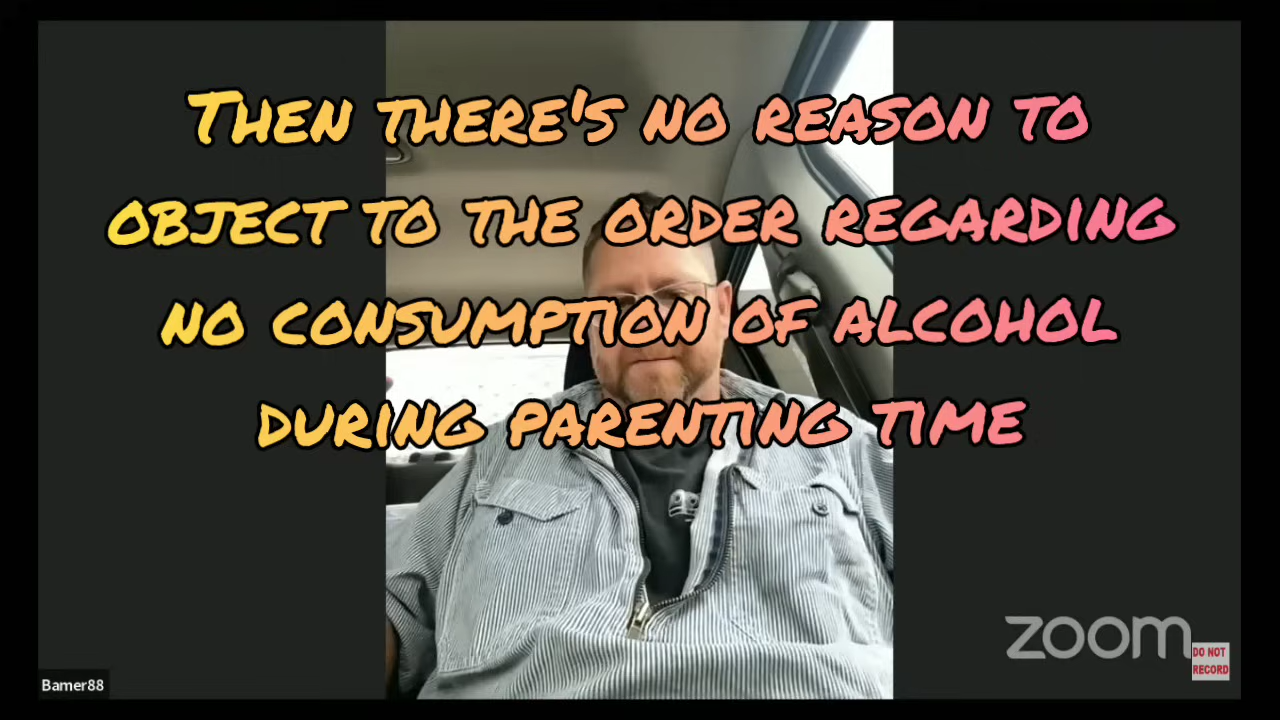 Then there's no reason to
object to the order regarding
no consumption of alcohol
during parenting time
zoom
DO NOT
RECORD
Bamer88